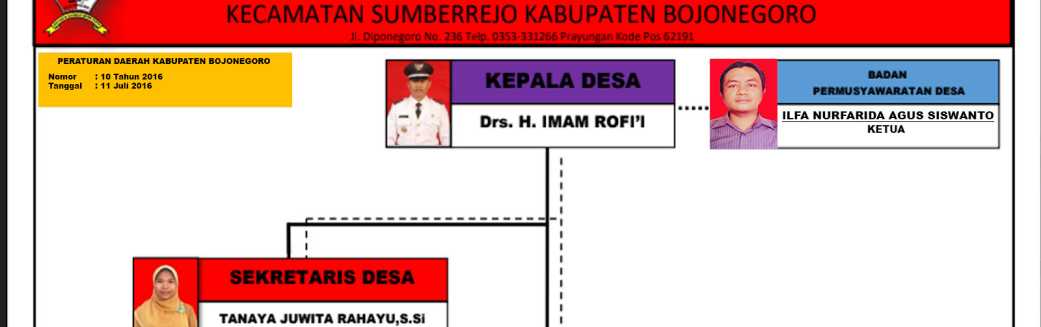 KECAMATAN SUMBERREJO KABUPATEN BOJONEGORO
Jl. Diponegoro No. 236 Telp. 0353-331266 Prayungan Kode Pos 62191
PERATURAN DAERAH KABUPATEN BOJONEGORO
Nomor : 10 Tahun 2016
Tanggal : 11 Juli 2016
KEPALA DESA
Drs. H. IMAM ROFI'I
BADAN
PERMUSYAWARATAN DESA
ILFA NURFARIDA AGUS SISWANTO
KETUA
SEKRETARIS DESA
TANAYA JUWITA RAHAYU,S.Si